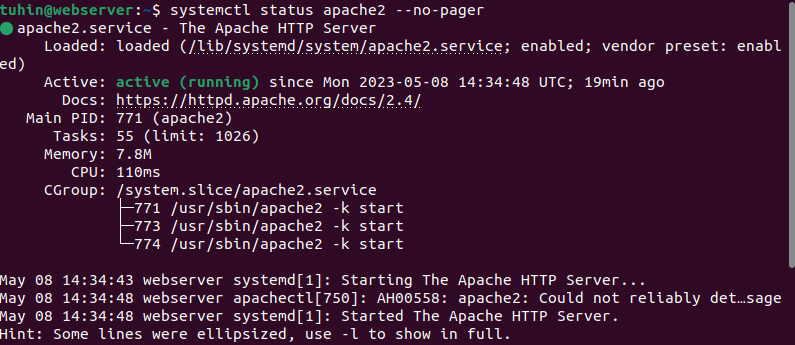 tuhin@webserver:~$ systemctl status apache2 --no-pager
● apache2.service - The Apache HTTP Server
     Loaded: loaded (/lib/systemd/system/apache2.service; enabled; vendor preset: enabl
ed)
     Active: active (running) since Mon 2023-05-08 14:34:48 UTC; 19min ago
       Docs: https://httpd.apache.org/docs/2.4/
   Main PID: 771 (apache2)
      Tasks: 55 (limit: 1026)
     Memory: 7.8M
        CPU: 110ms
     CGroup: /system.slice/apache2.service
             ├─771 /usr/sbin/apache2 -k start
             ├─773 /usr/sbin/apache2 -k start
             └─774 /usr/sbin/apache2 -k start

May 08 14:34:43 webserver systemd[1]: Starting The Apache HTTP Server...
May 08 14:34:48 webserver apachectl[750]: AH00558: apache2: Could not reliably det…sage
May 08 14:34:48 webserver systemd[1]: Started The Apache HTTP Server.
Hint: Some lines were ellipsized, use -l to show in full.